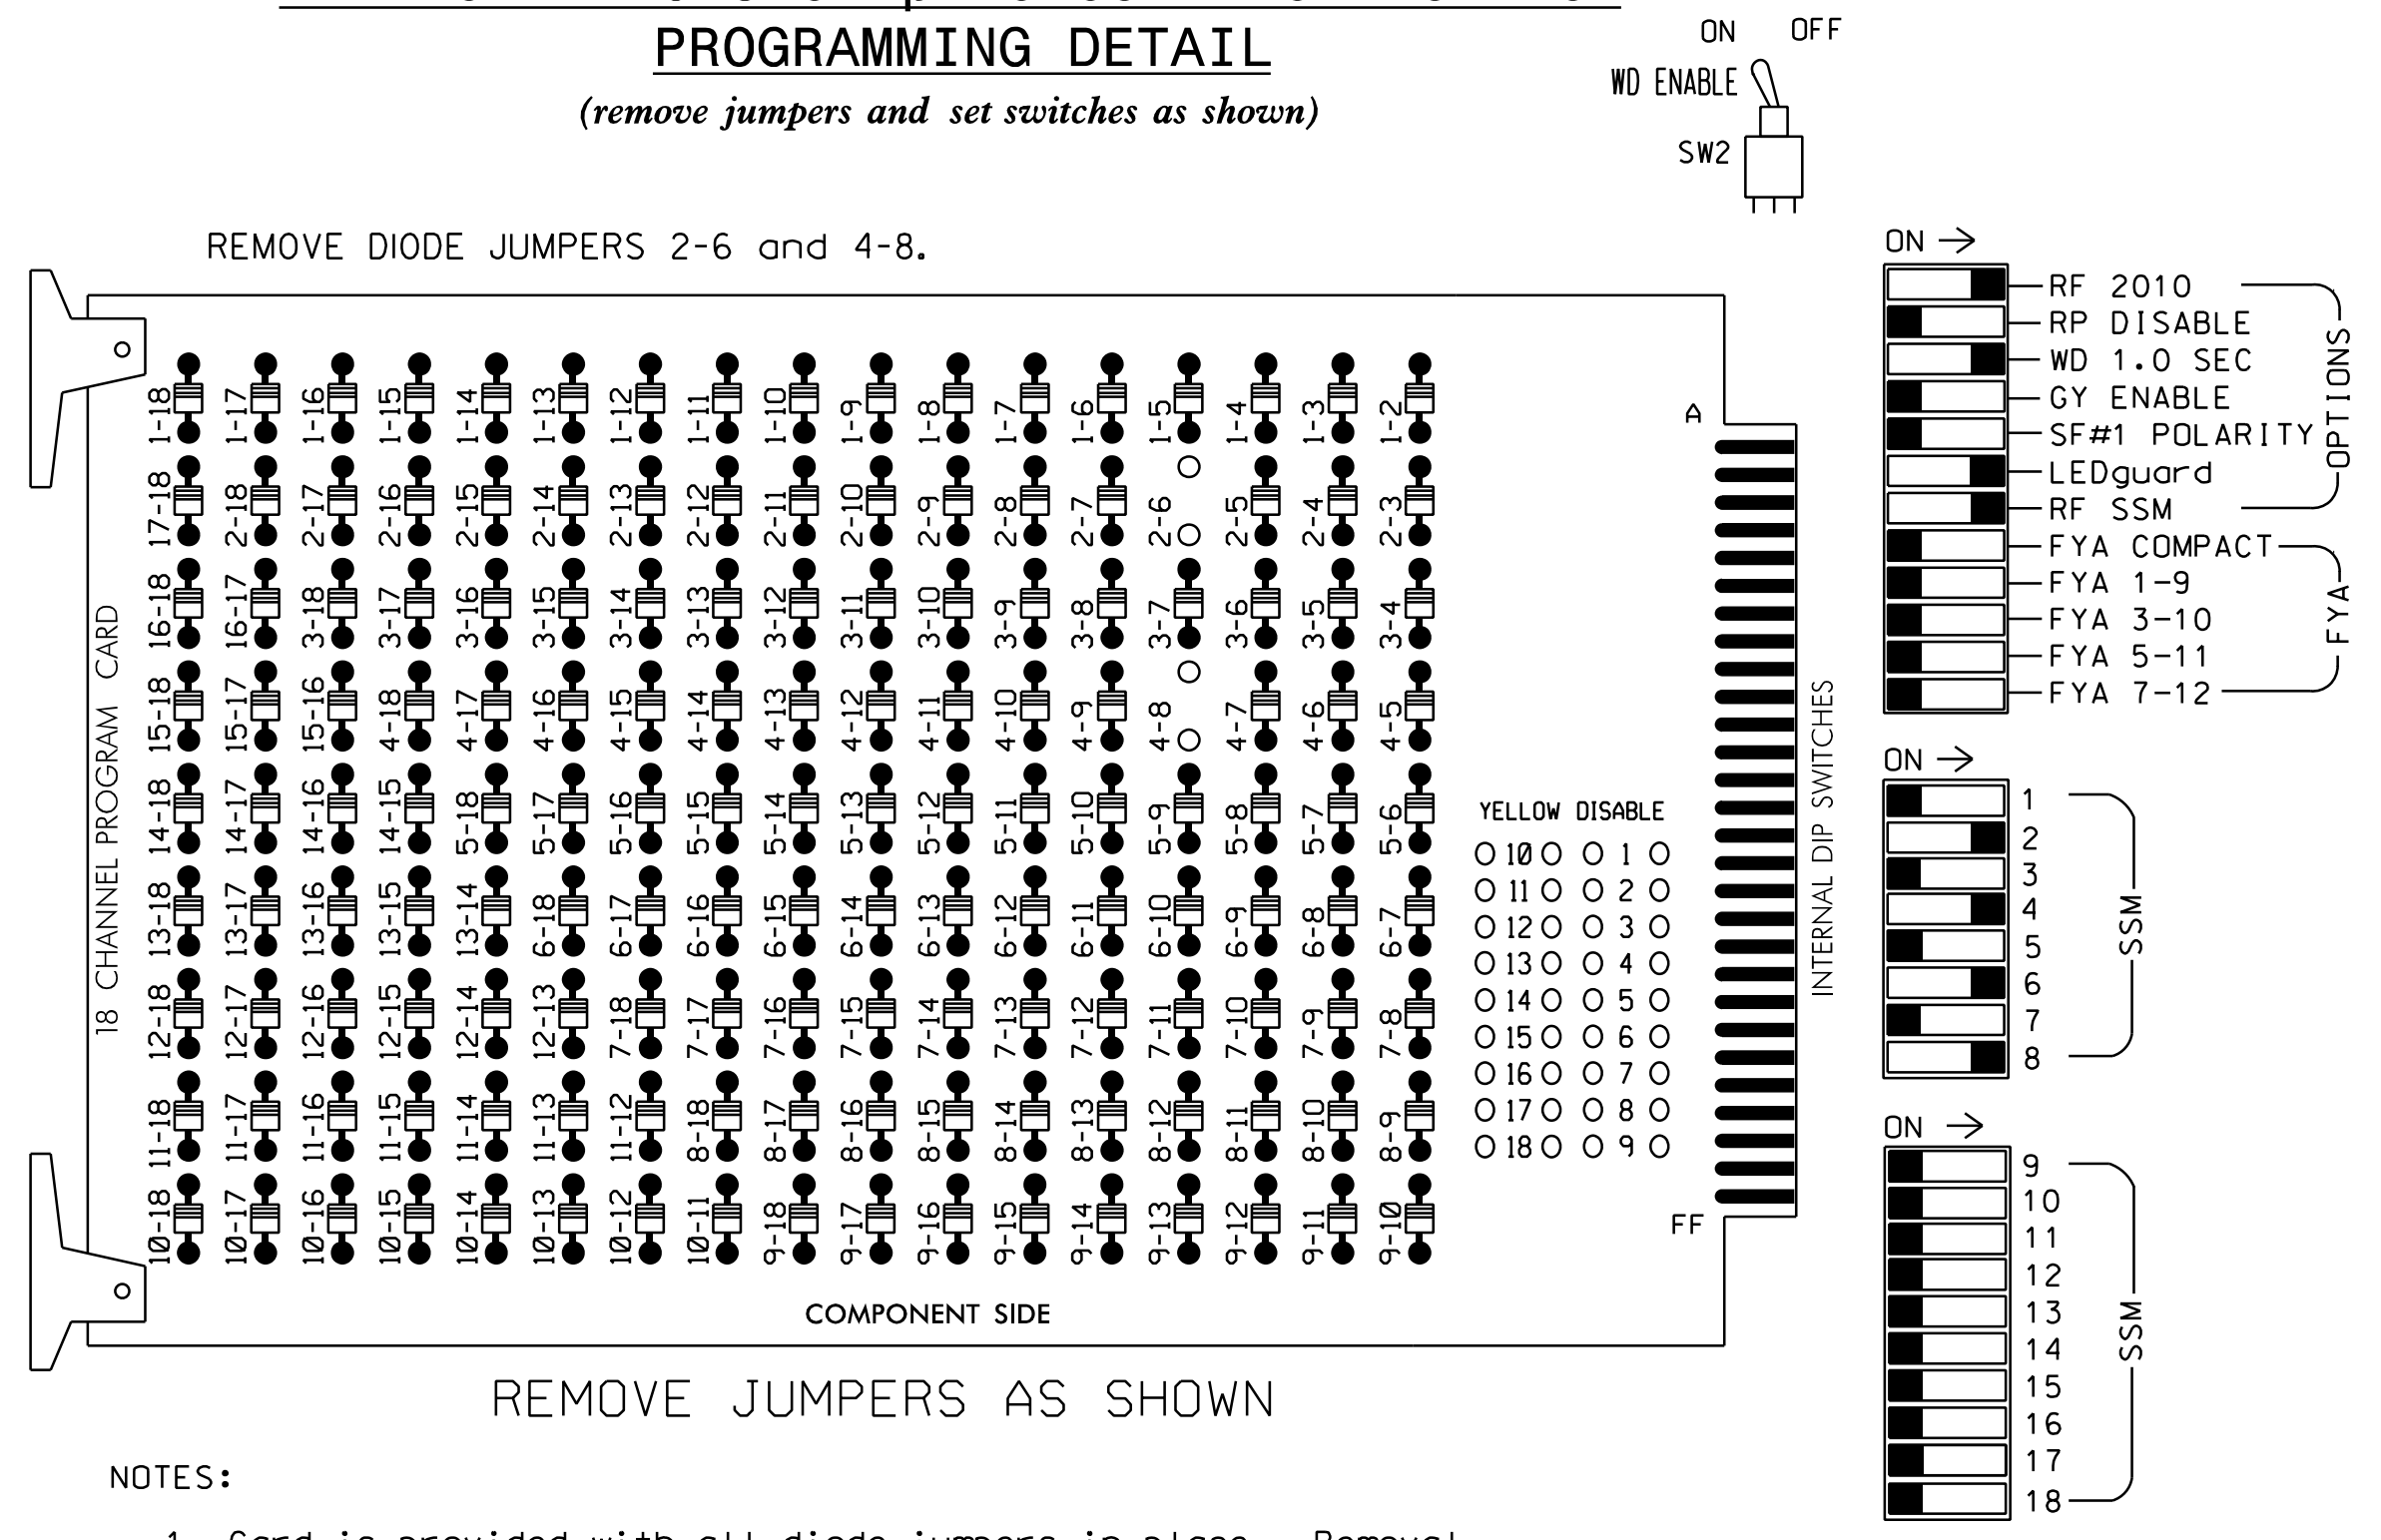 PROGRAMMING DETAIL
(remove jumpers and set switches as shown)
ON OFF
WD ENABLE
SW2
REMOVE DIODE JUMPERS 2-6 and 4-8.
18 CHANNEL PROGRAM CARD
1-18 1-17 1-16 1-15 1-14 1-13 1-12 1-11 1-10 1-9 1-8 1-7 1-6 1-5 1-4 1-3 1-2
17-18 2-18 2-17 2-16 2-15 2-14 2-13 2-12 2-11 2-10 2-9 2-8 2-7 2-6 2-5 2-4 2-3
16-18 16-17 3-18 3-17 3-16 3-15 3-14 3-13 3-12 3-11 3-10 3-9 3-8 3-7 3-6 3-5 3-4
15-18 15-17 15-16 4-18 4-17 4-16 4-15 4-14 4-13 4-12 4-11 4-10 4-9 4-8 4-7 4-6 4-5
14-18 14-17 14-16 14-15 5-18 5-17 5-16 5-15 5-14 5-13 5-12 5-11 5-10 5-9 5-8 5-7 5-6
13-18 13-17 13-16 13-15 13-14 6-18 6-17 6-16 6-15 6-14 6-13 6-12 6-11 6-10 6-9 6-8 6-7
12-18 12-17 12-16 12-15 12-14 12-13 7-18 7-17 7-16 7-15 7-14 7-13 7-12 7-11 7-10 7-9 7-8
11-18 11-17 11-16 11-15 11-14 11-13 11-12 8-18 8-17 8-16 8-15 8-14 8-13 8-12 8-11 8-10 8-9
10-18 10-17 10-16 10-15 10-14 10-13 10-12 10-11 9-18 9-17 9-16 9-15 9-14 9-13 9-12 9-11 9-10
COMPONENT SIDE
A
YELLOW DISABLE
10 1
11 2
12 3
13 4
14 5
15 6
16 7
17 8
18 9
FF
INTERNAL DIP SWITCHES
ON
RF 2010
RP DISABLE
WD 1.0 SEC
GY ENABLE
SF#1 POLARITY
LEDguard
RF SSM
OPTIONS
FYA COMPACT
FYA 1-9
FYA 3-10
FYA 5-11
FYA 7-12
FYA
ON
1
2
3
4
5
6
7
8
SSM
ON
9
10
11
12
13
14
15
16
17
18
SSM
REMOVE JUMPERS AS SHOWN
NOTES:
1. Card is provided with all diode jumpers in place. Removal